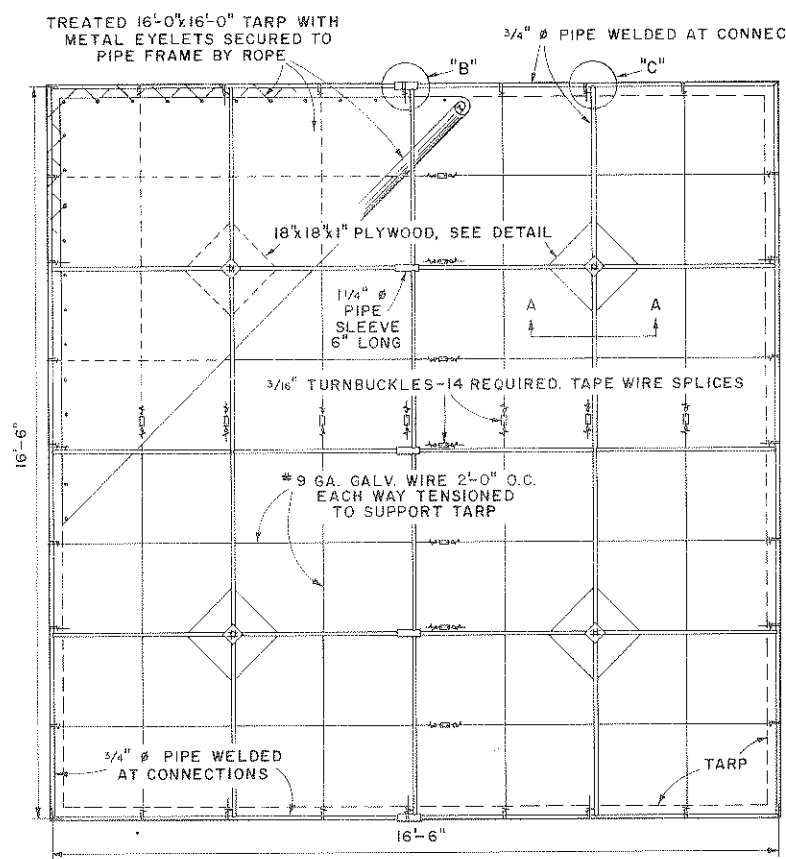 TREATED 16'-0"x16'-0" TARP WITH
METAL EYELETS SECURED TO
PIPE FRAME BY ROPE
3/4" ø PIPE WELDED AT CONNEC
"B"
"C"
18"x18"x1" PLYWOOD, SEE DETAIL
1 1/4" ø
PIPE
SLEEVE
6" LONG
A A
3/16" TURNBUCKLES-14 REQUIRED. TAPE WIRE SPLICES
16'-6"
#9 GA. GALV. WIRE 2'-0" O.C.
EACH WAY TENSIONED
TO SUPPORT TARP
3/4" ø PIPE WELDED
AT CONNECTIONS
TARP
16'-6"